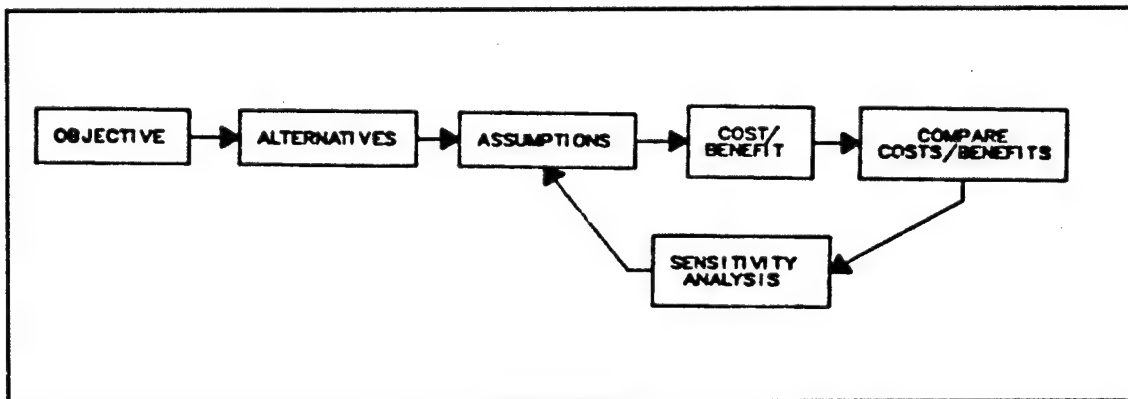 OBJECTIVE
ALTERNATIVES
ASSUMPTIONS
COST/
BENEFIT
COMPARE
COSTS/BENEFITS
SENSITIVITY
ANALYSIS